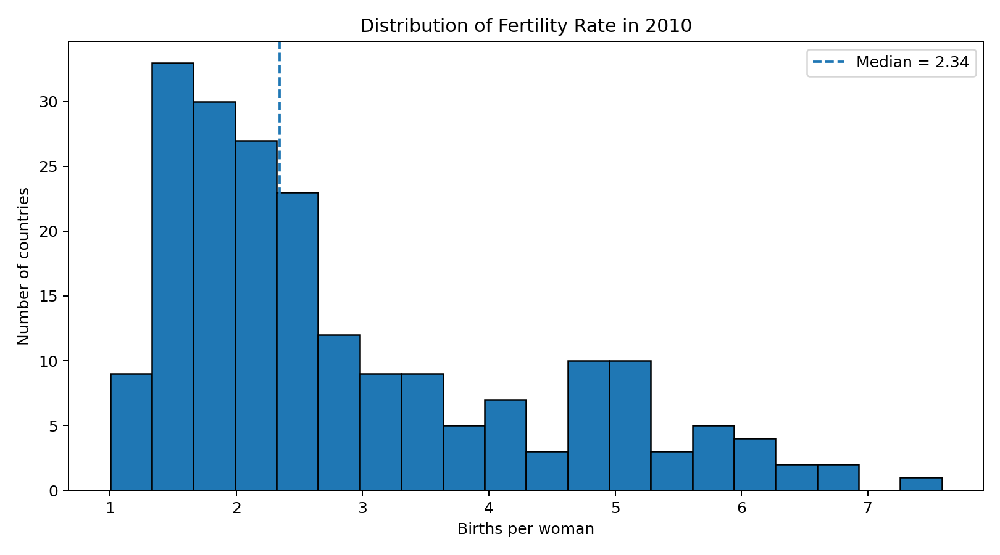 Distribution of Fertility Rate in 2010
Median = 2.34
Number of countries
30
25
20
15
10
5
0
1 2 3 4 5 6 7
Births per woman